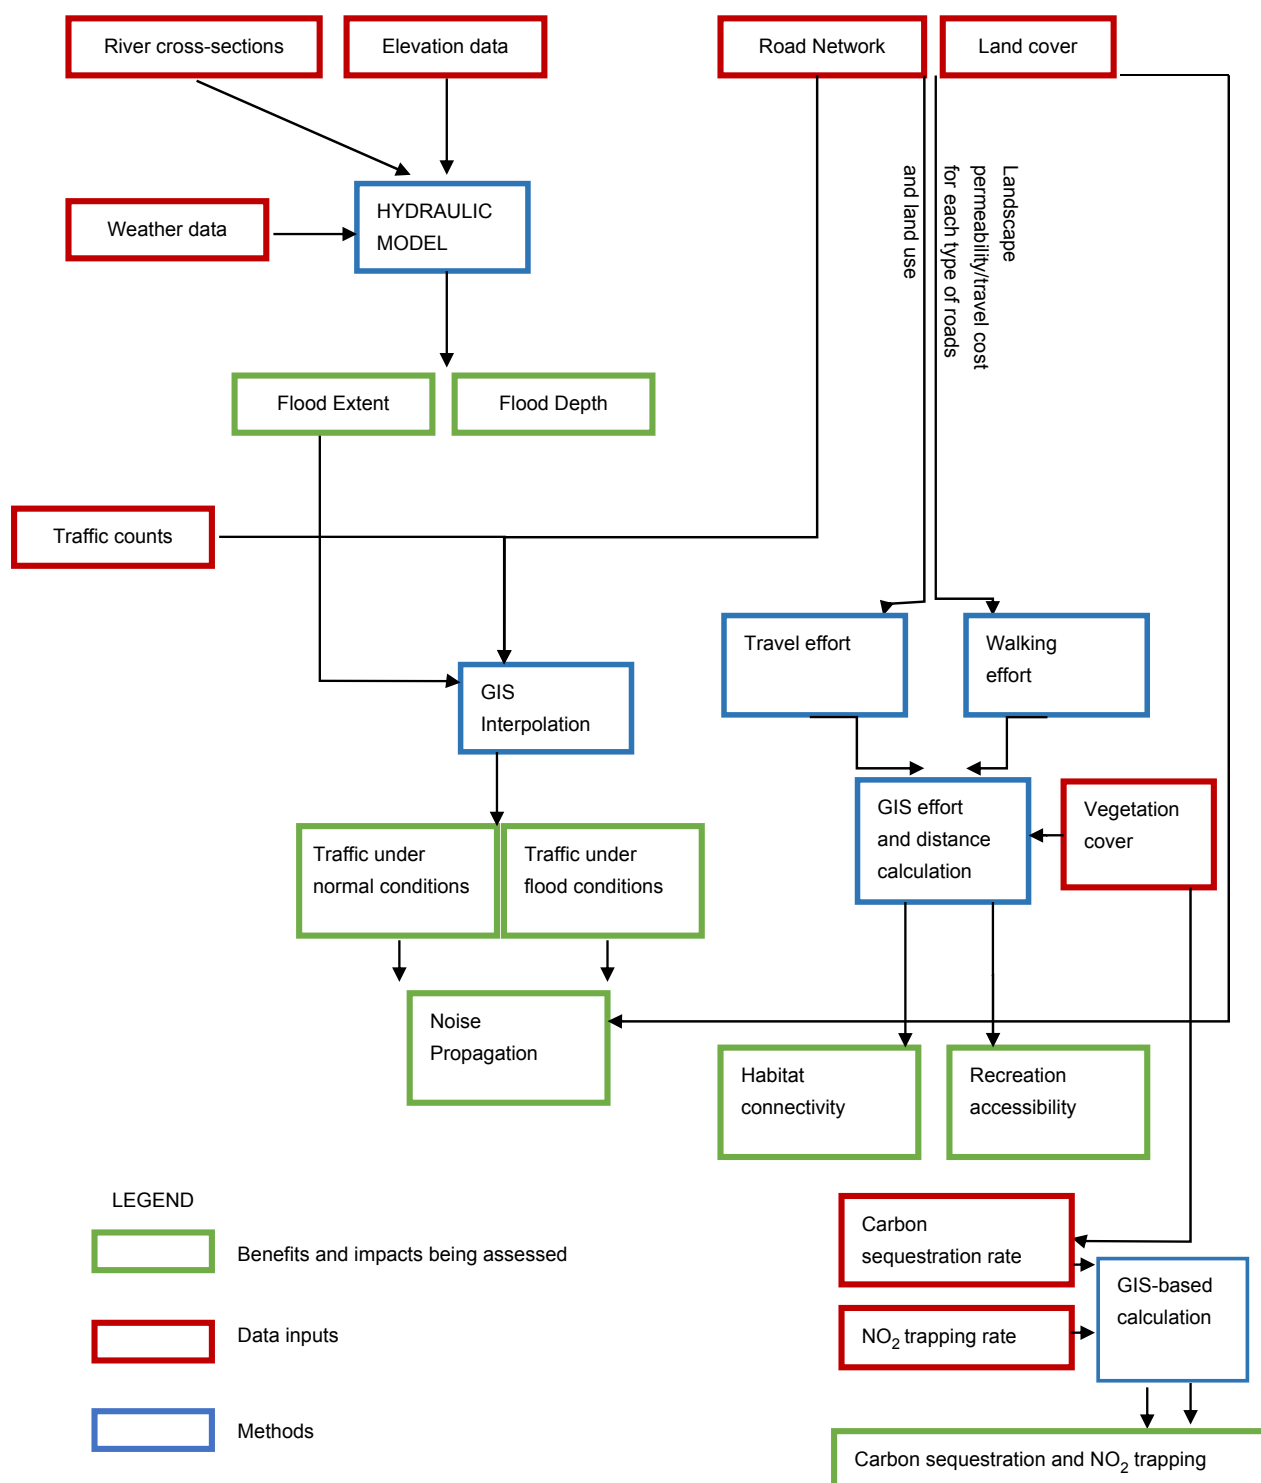 River cross-sections
Elevation data
Road Network
Land cover
Weather data
HYDRAULIC
MODEL
Landscape
permeability/travel cost
for each type of roads
and land use
Flood Extent
Flood Depth
Traffic counts
Travel effort
Walking
effort
GIS
Interpolation
GIS effort
and distance
calculation
Vegetation
cover
Traffic under
normal conditions
Traffic under
flood conditions
Noise
Propagation
Habitat
connectivity
Recreation
accessibility
LEGEND
Benefits and impacts being assessed
Data inputs
Methods
Carbon
sequestration rate
GIS-based
calculation
NO2 trapping rate
Carbon sequestration and NO2 trapping